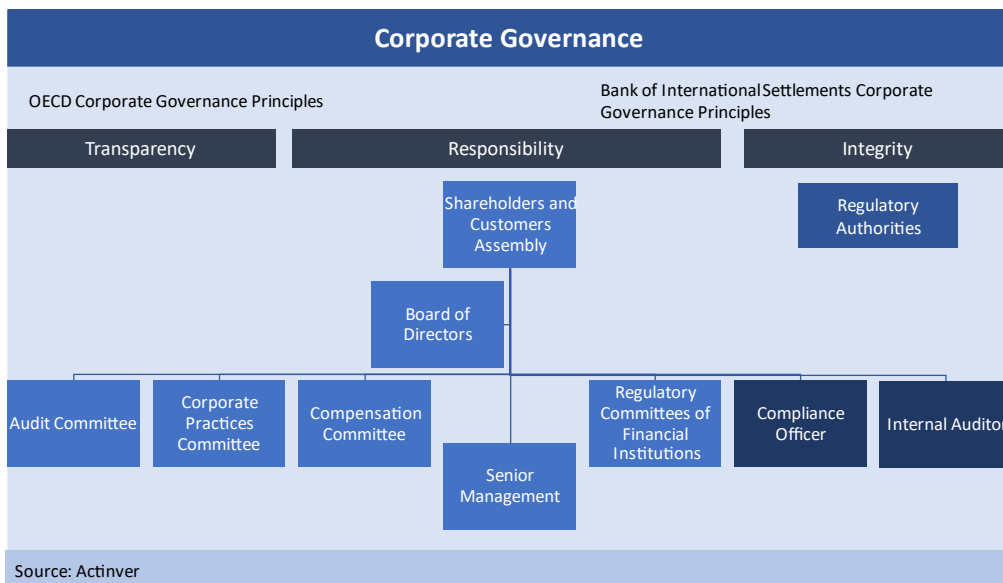 Corporate Governance
OECD Corporate Governance Principles
Bank of International Settlements Corporate
Governance Principles
Transparency
Responsibility
Integrity
Shareholders and
Customers
Assembly
Regulatory
Authorities
Board of
Directors
Audit Committee
Corporate
Practices
Committee
Compensation
Committee
Regulatory
Committees of
Financial
Institutions
Compliance
Officer
Internal Auditor
Senior
Management
Source: Actinver